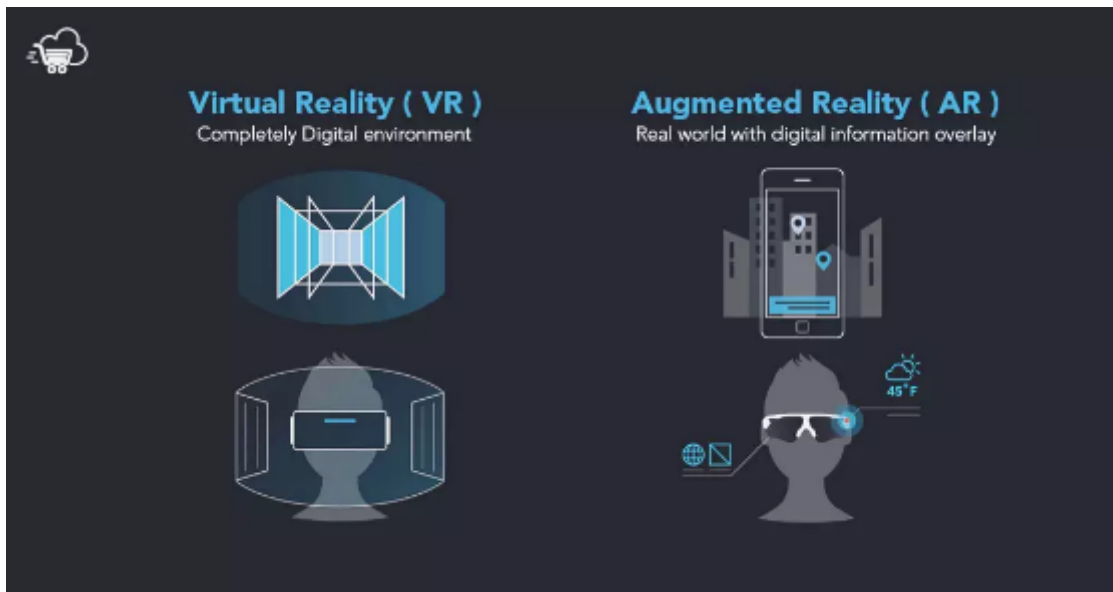 Virtual Reality ( VR )
Completely Digital environment
Augmented Reality ( AR )
Real world with digital information overlay
45°F